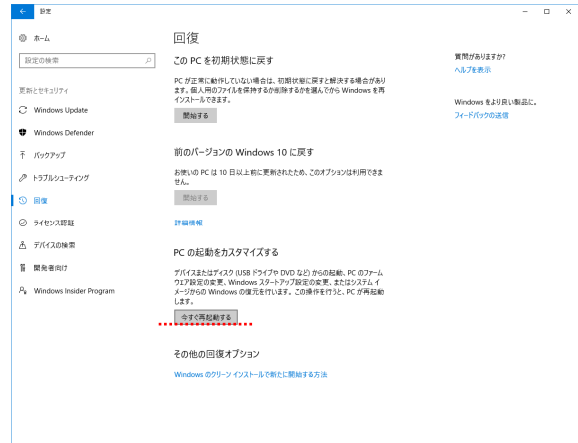 設定
ホーム
設定の検索
更新とセキュリティ
Windows Update
Windows Defender
バックアップ
トラブルシューティング
回復
ライセンス認証
デバイスの検索
開発者向け
Windows Insider Program
回復
この PC を初期状態に戻す
PC が正常に動作していない場合は、初期状態に戻すと解決する場合があり
ます。個人用のファイルを保持するか削除するかを選んでから Windows を再
インストールできます。
開始する
前のバージョンの Windows 10 に戻す
お使いの PC は 10 日以上前に更新されたため、このオプションは利用できま
せん。
開始する
詳細情報
PC の起動をカスタマイズする
デバイスまたはディスク (USB ドライブや DVD など) からの起動、PC のファーム
ウェア設定の変更、Windows スタートアップ設定の変更、またはシステム イ
メージからの Windows の復元を行います。この操作を行うと、PC が再起動
します。
今すぐ再起動する
その他の回復オプション
Windows のクリーン インストールで新たに開始する方法
質問がありますか?
ヘルプを表示
Windows をより良い製品に。
フィードバックの送信